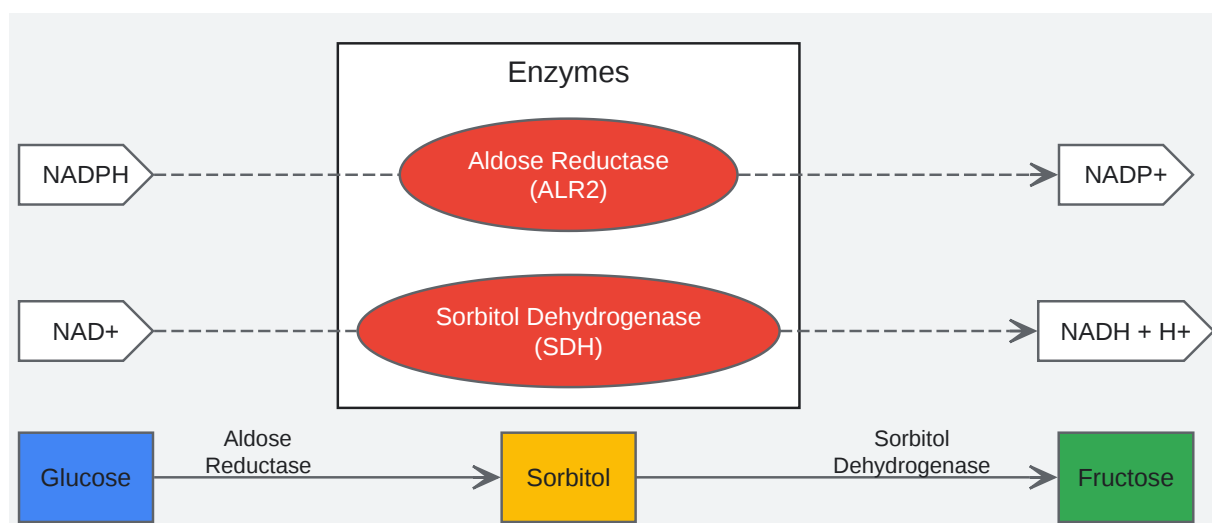 Enzymes
NADPH
Aldose Reductase
(ALR2)
NADP+
NAD+
Sorbitol Dehydrogenase
(SDH)
NADH + H+
Glucose
Aldose
Reductase
Sorbitol
Sorbitol
Dehydrogenase
Fructose